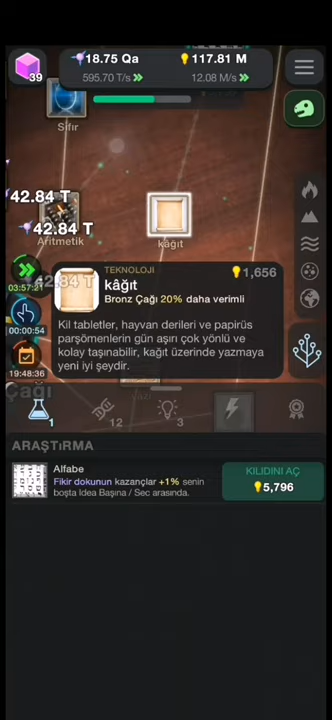 39
18.75 Qa
117.81 M
595.70 T/s
12.08 M/s
Sıfır
42.84 T
42.84 T
Aritmetik
kâğıt
03:57:21
TEKNOLOJI
1,656
kâğıt
Bronz Çağı 20% daha verimli
Kil tabletler, hayvan derileri ve papirüs
parşömenlerin gün aşırı çok yönlü ve
kolay taşınabilir, kağıt üzerinde yazmaya
yeni iyi şeydir.
00:00:54
19:48:36
Çağı
Yazı
1
12
3
ARAŞTıRMA
Alfabe
Fikir dokunun kazançlar +1% senin
boşta Idea Başına / Sec arasında.
KILIDINI AÇ
5,796